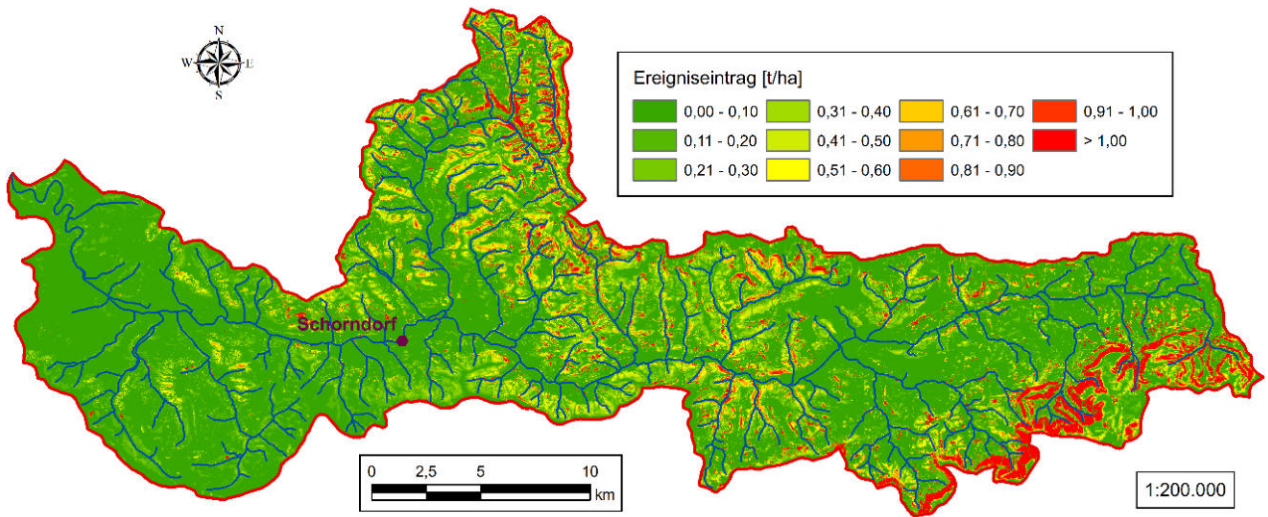 N
W E
S
Ereigniseintrag [t/ha]
0,00 - 0,10 0,31 - 0,40 0,61 - 0,70 0,91 - 1,00
0,11 - 0,20 0,41 - 0,50 0,71 - 0,80 > 1,00
0,21 - 0,30 0,51 - 0,60 0,81 - 0,90
Schorndorf
0 2,5 5 10
km
1:200.000